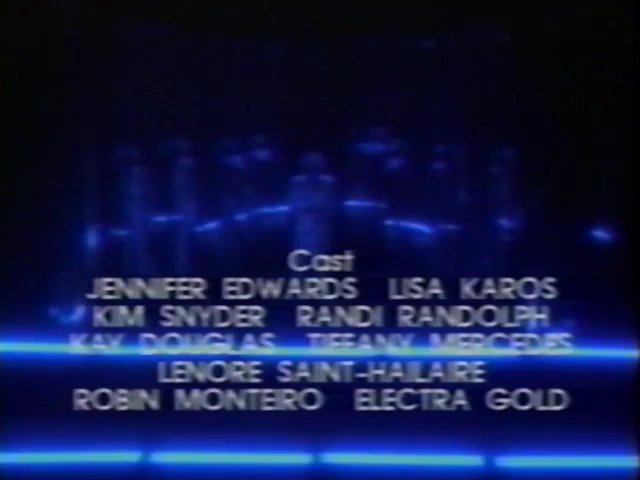 Cast
JENNIFER EDWARDS LISA KAROS
KIM SNYDER RANDI RANDOLPH
KAY DOUGLAS TIFFANY MERCEDES
LENORE SAINT-HAILAIRE
ROBIN MONTEIRO ELECTRA GOLD